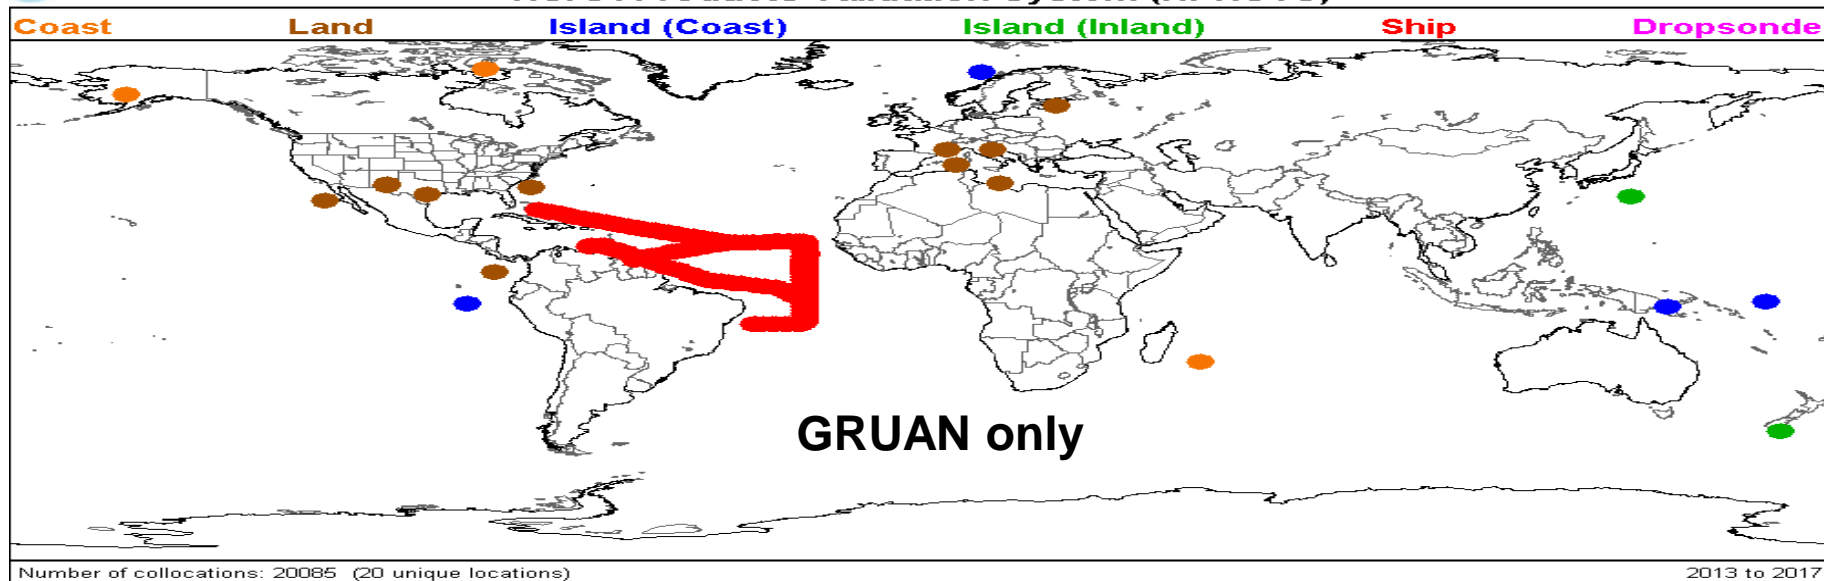 Coast Land Island (Coast) Island (Inland) Ship Dropsonde
GRUAN only
Number of collocations: 20085 (20 unique locations) 2013 to 2017